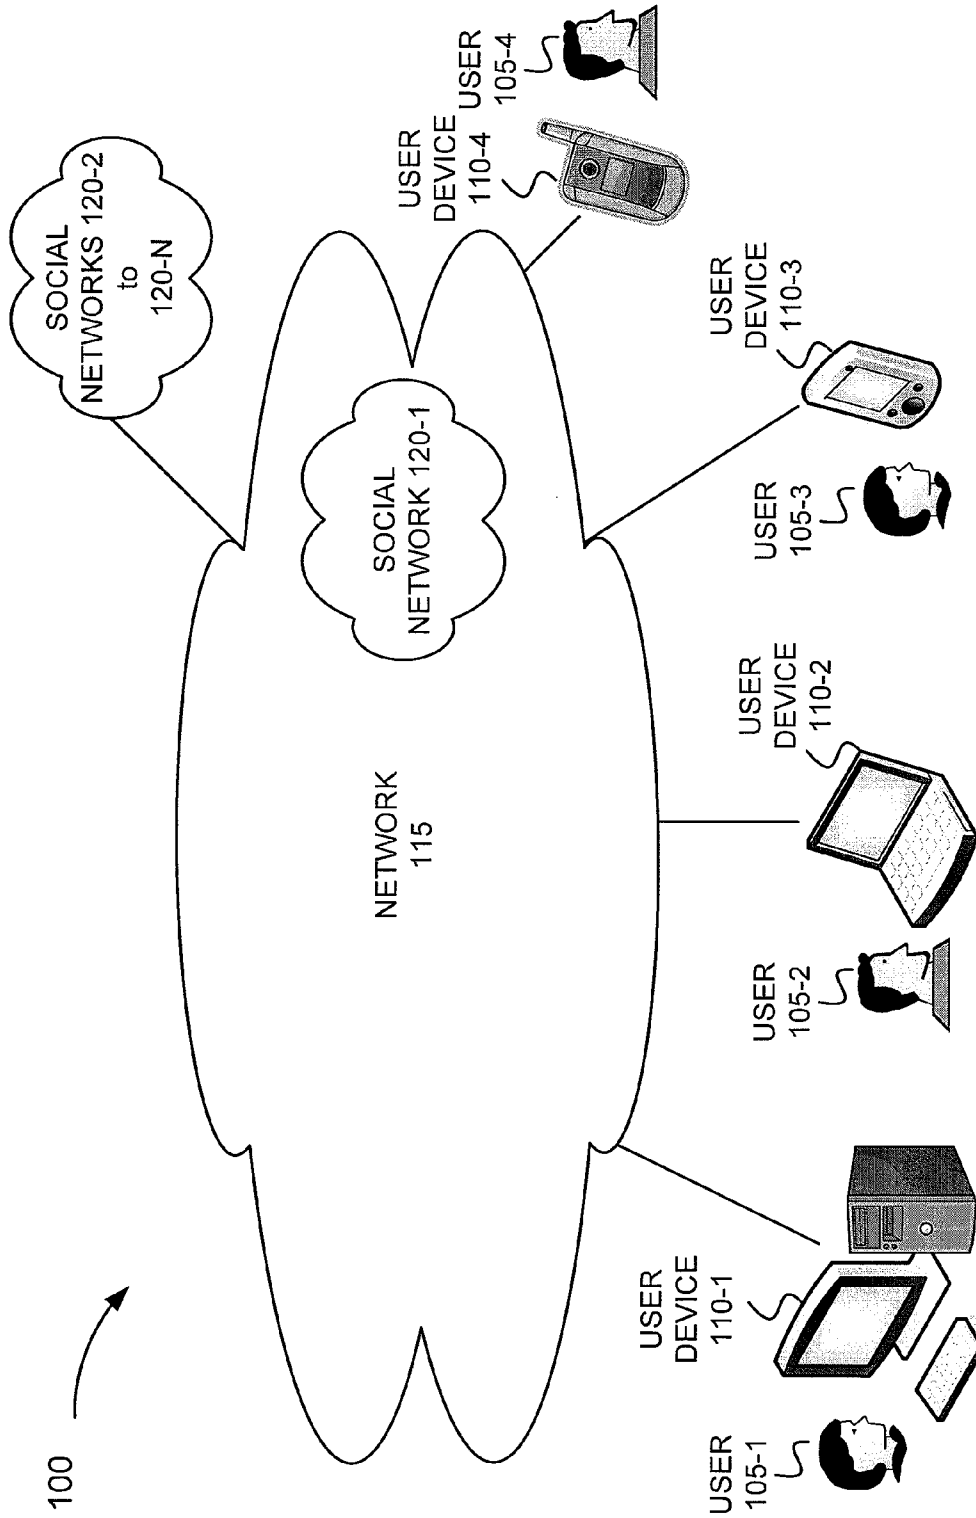 100
SOCIAL
NETWORKS 120-2
to
120-N
NETWORK
115
SOCIAL
NETWORK 120-1
USER
DEVICE
110-4
USER
105-4
USER
DEVICE
110-1
USER
105-1
USER
DEVICE
110-2
USER
105-2
USER
DEVICE
110-3
USER
105-3